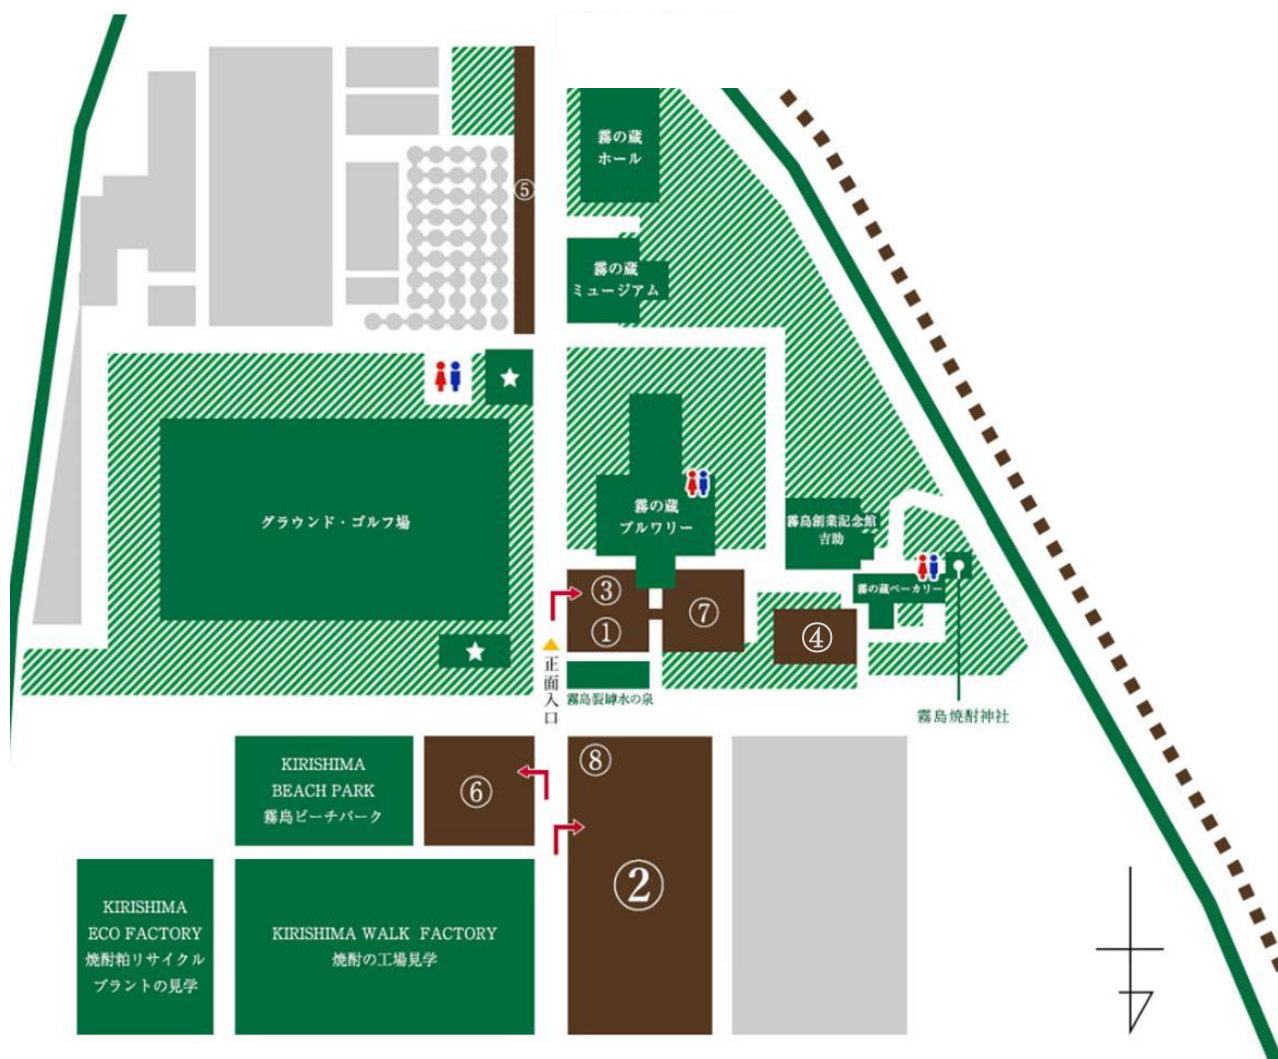 霧の蔵
ホール
⑤
霧の蔵
ミュージアム
グラウンド・ゴルフ場
霧の蔵
ブルワリー
霧島創業記念館
吉助
霧の蔵ベーカリー
③
①
⑦
④
正面入口
霧島裂罅水の泉
霧島焼酎神社
KIRISHIMA
BEACH PARK
霧島ビーチパーク
⑥
⑧
②
KIRISHIMA
ECO FACTORY
焼酎粕リサイクル
プラントの見学
KIRISHIMA WALK FACTORY
焼酎の工場見学